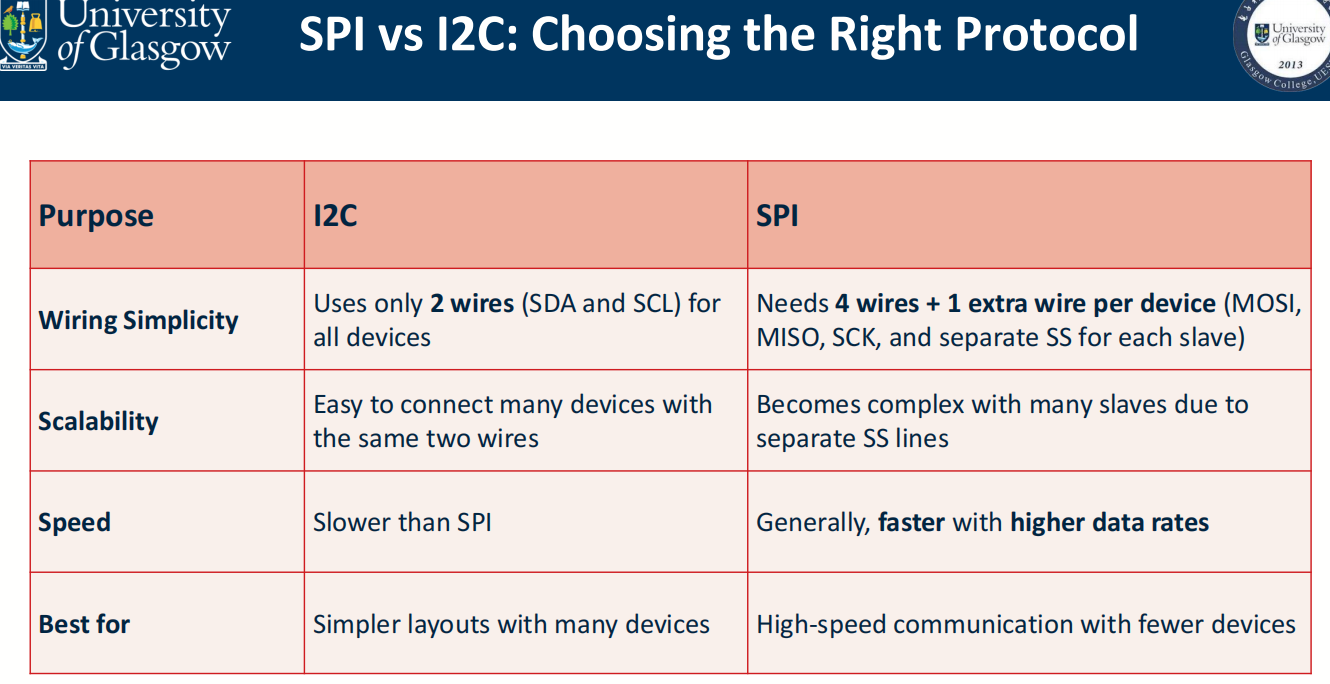 University
of Glasgow
VIA VERITAS VITA
SPI vs I2C: Choosing the Right Protocol
University
of Glasgow
2013
Glasgow College, UES
Purpose
I2C
SPI
Wiring Simplicity
Uses only 2 wires (SDA and SCL) for
all devices
Needs 4 wires + 1 extra wire per device (MOSI,
MISO, SCK, and separate SS for each slave)
Scalability
Easy to connect many devices with
the same two wires
Becomes complex with many slaves due to
separate SS lines
Speed
Slower than SPI
Generally, faster with higher data rates
Best for
Simpler layouts with many devices
High-speed communication with fewer devices